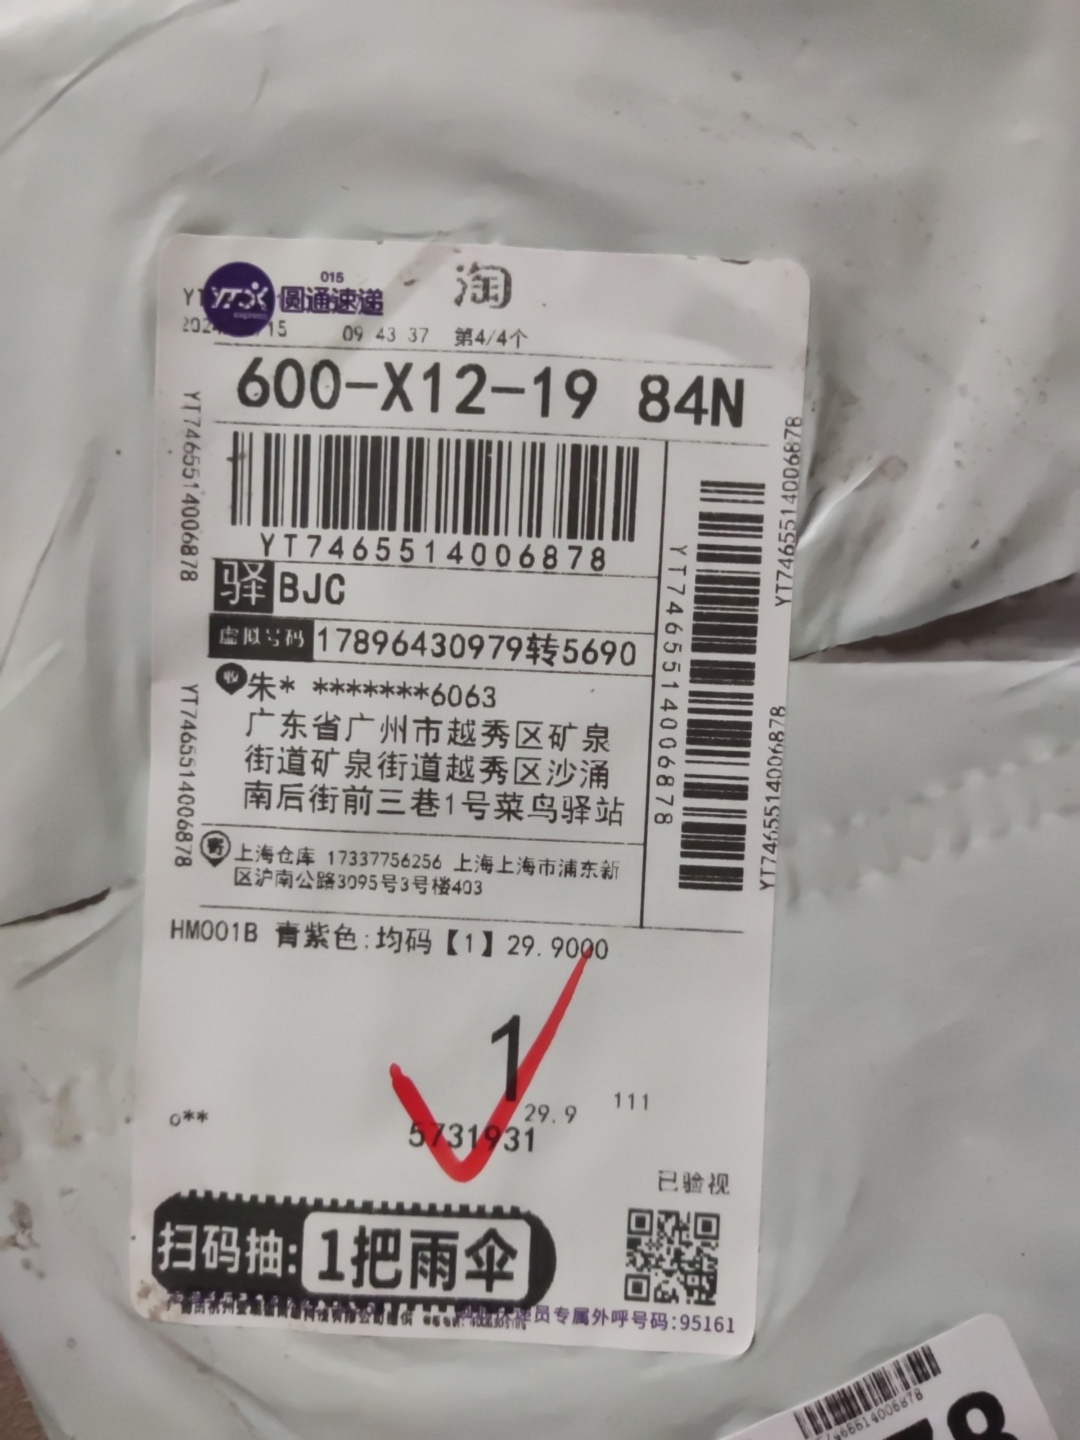 015
圆通速递
express
淘
09 43 37 第4/4个
600-X12-19 84N
YT7465514006878
YT7465514006878
YT7465514006878
YT7465514006878
YT7465514006878
YT7465514006878
驿 BJC
虚拟号码 17896430979转5690
收 朱* *******6063
广东省广州市越秀区矿泉
街道矿泉街道越秀区沙涌
南后街前三巷1号菜鸟驿站
寄 上海仓库 17337756256 上海上海市浦东新
区沪南公路3095号3号楼403
HM001B 青紫色:均码【1】29.9000
1
29.9 111
o**
5731931
已验视
扫码抽:1把雨伞
员专属外呼号码:95161
78